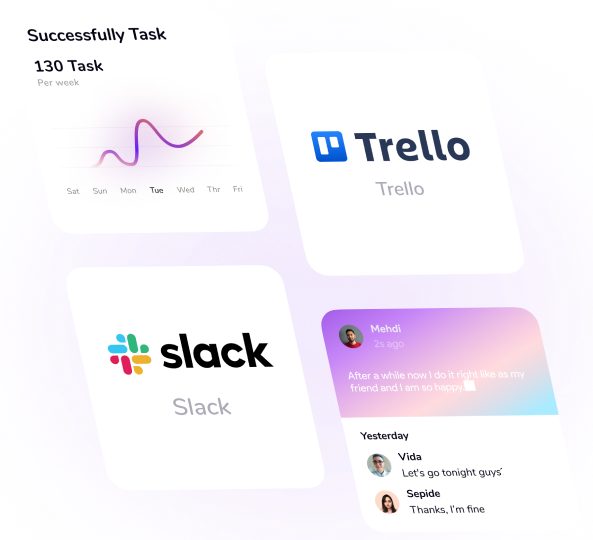 Successfully Task
130 Task
Per week
Sat Sun Mon Tue Wed Thr Fri
Trello
Trello
slack
Slack
Mehdi
2s ago
After a while now I do it right like as my
friend and I am so happy.
Yesterday
Vida
Let's go tonight guys'
Sepide
Thanks, I'm fine